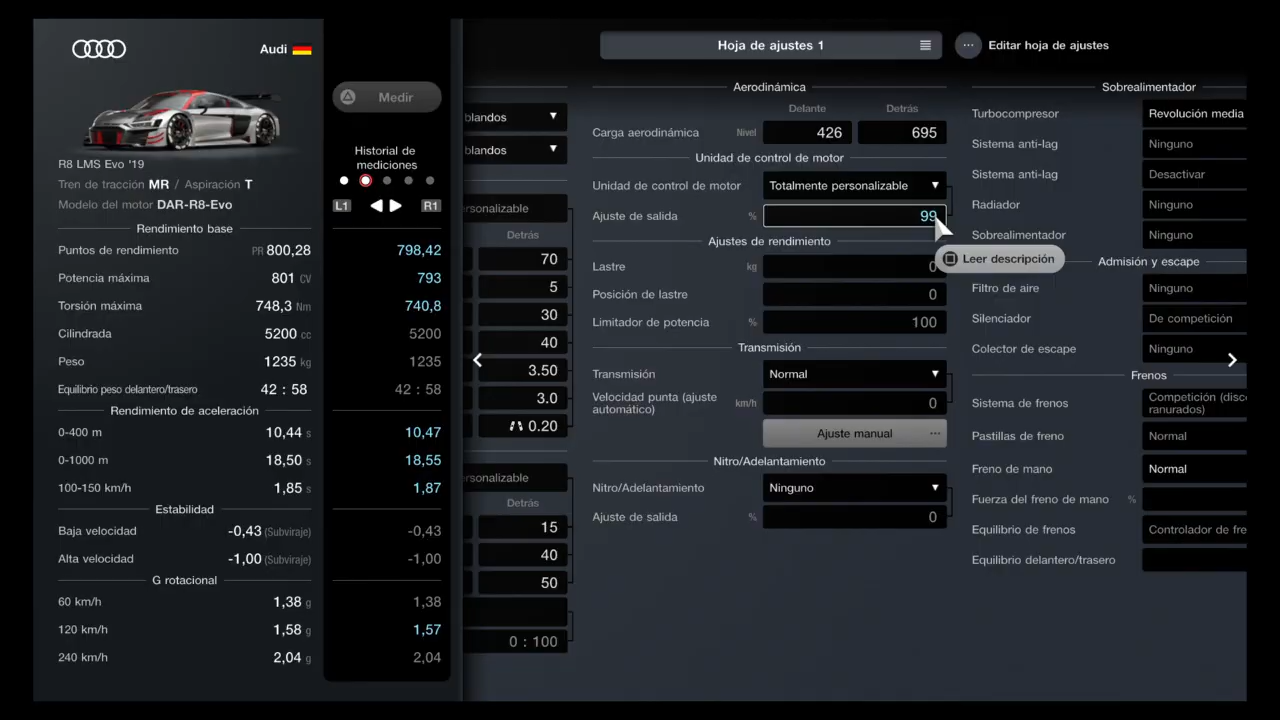 Audi
R8 LMS Evo '19
Tren de tracción MR / Aspiración T
Modelo del motor DAR-R8-Evo
Rendimiento base
Puntos de rendimiento PR 800,28 798,42
Potencia máxima 801 CV 793
Torsión máxima 748,3 Nm 740,8
Cilindrada 5200 cc 5200
Peso 1235 kg 1235
Equilibrio peso delantero/trasero 42 : 58 42 : 58
Rendimiento de aceleración
0-400 m 10,44 s 10,47
0-1000 m 18,50 s 18,55
100-150 km/h 1,85 s 1,87
Estabilidad
Baja velocidad -0,43 (Subviraje) -0,43
Alta velocidad -1,00 (Subviraje) -1,00
G rotacional
60 km/h 1,38 g 1,38
120 km/h 1,58 g 1,57
240 km/h 2,04 g 2,04
Medir
Historial de
mediciones
L1 R1
blandos
blandos
ersonalizable
Detrás
70
5
30
40
3.50
3.0
0.20
ersonalizable
Detrás
15
40
50
0 : 100
Hoja de ajustes 1
Editar hoja de ajustes
Aerodinámica
Delante Detrás
Carga aerodinámica Nivel 426 695
Unidad de control de motor
Unidad de control de motor Totalmente personalizable
Ajuste de salida % 99
Leer descripción
Ajustes de rendimiento
Lastre kg 0
Posición de lastre 0
Limitador de potencia % 100
Transmisión
Transmisión Normal
Velocidad punta (ajuste
automático) km/h 0
Ajuste manual
Nitro/Adelantamiento
Nitro/Adelantamiento Ninguno
Ajuste de salida % 0
Sobrealimentador
Turbocompresor Revolución media
Sistema anti-lag Ninguno
Sistema anti-lag Desactivar
Radiador Ninguno
Sobrealimentador Ninguno
Admisión y escape
Filtro de aire Ninguno
Silenciador De competición
Colector de escape Ninguno
Frenos
Sistema de frenos Competición (disc
ranurados)
Pastillas de freno Normal
Freno de mano Normal
Fuerza del freno de mano %
Equilibrio de frenos Controlador de fre
Equilibrio delantero/trasero